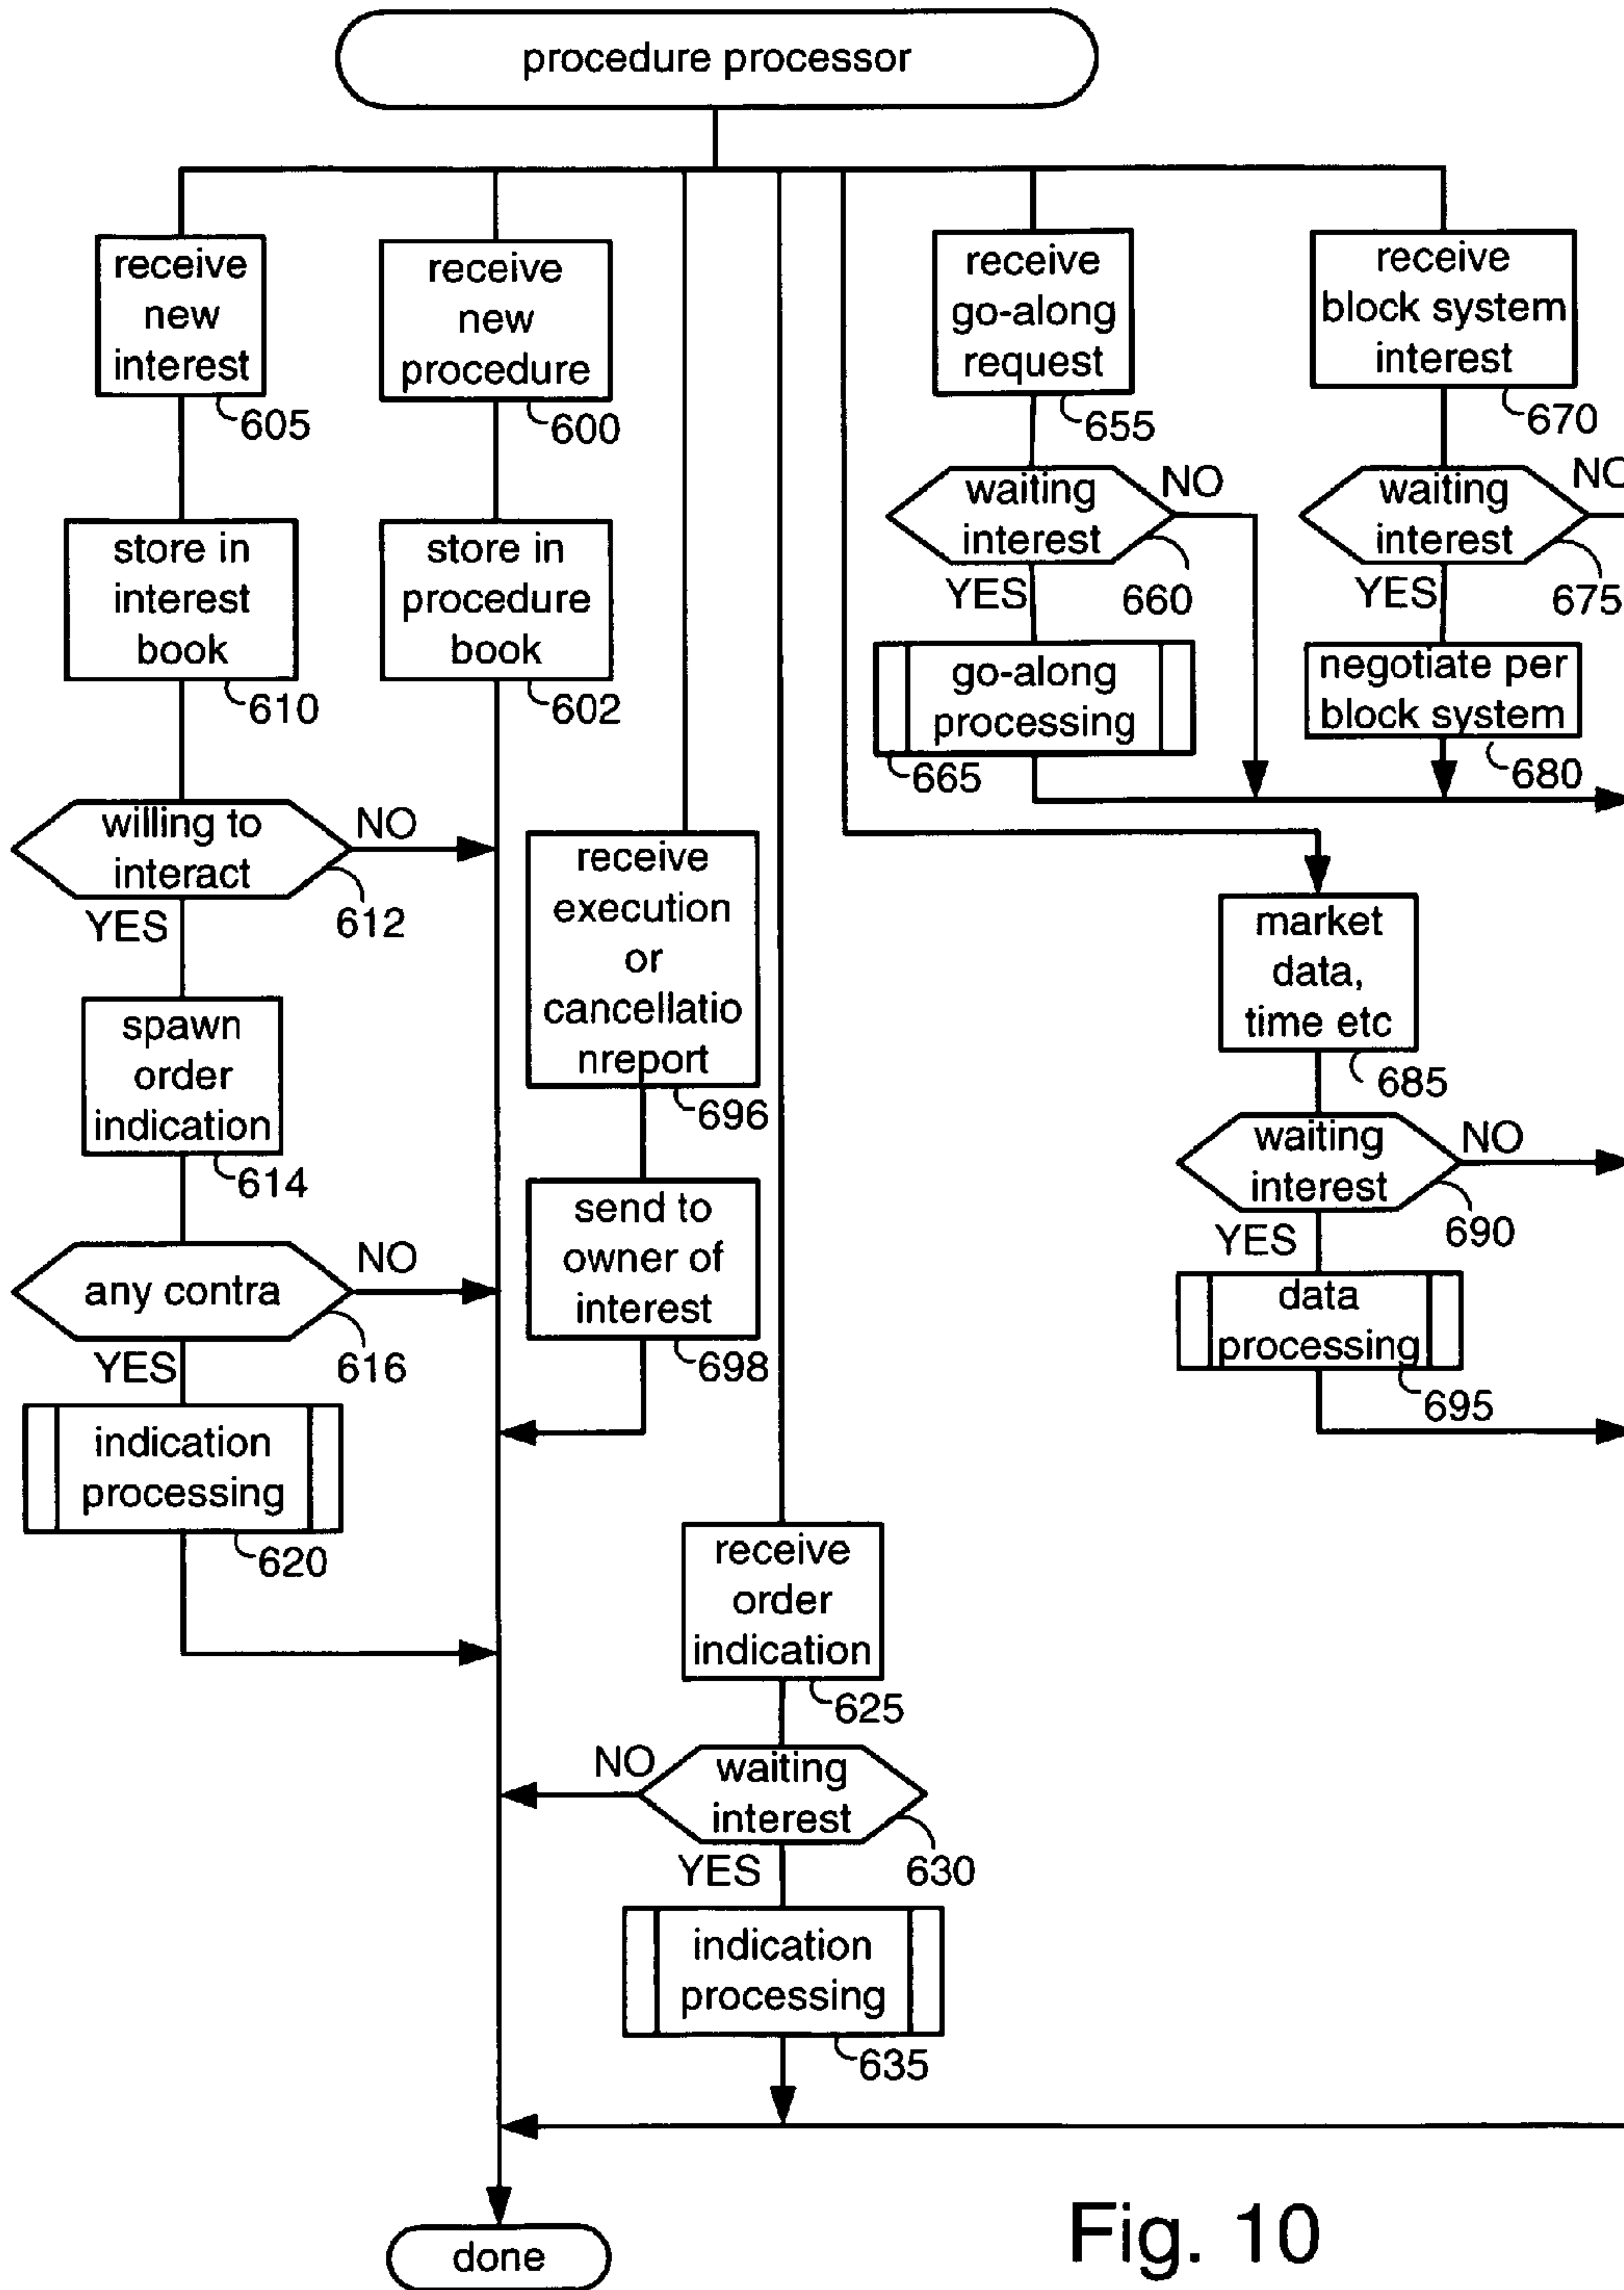 procedure processor
receive
new
interest
605
store in
interest
book
610
willing to
interact
NO
612
YES
spawn
order
indication
614
any contra
NO
616
YES
indication
processing
620
receive
new
procedure
600
store in
procedure
book
602
receive
execution
or
cancellatio
nreport
696
send to
owner of
interest
698
receive
order
indication
625
waiting
interest
NO
630
YES
indication
processing
635
receive
go-along
request
655
waiting
interest
NO
660
YES
go-along
processing
665
receive
block system
interest
670
waiting
interest
NO
675
YES
negotiate per
block system
680
market
data,
time etc
685
waiting
interest
NO
690
YES
data
processing
695
done
Fig. 10